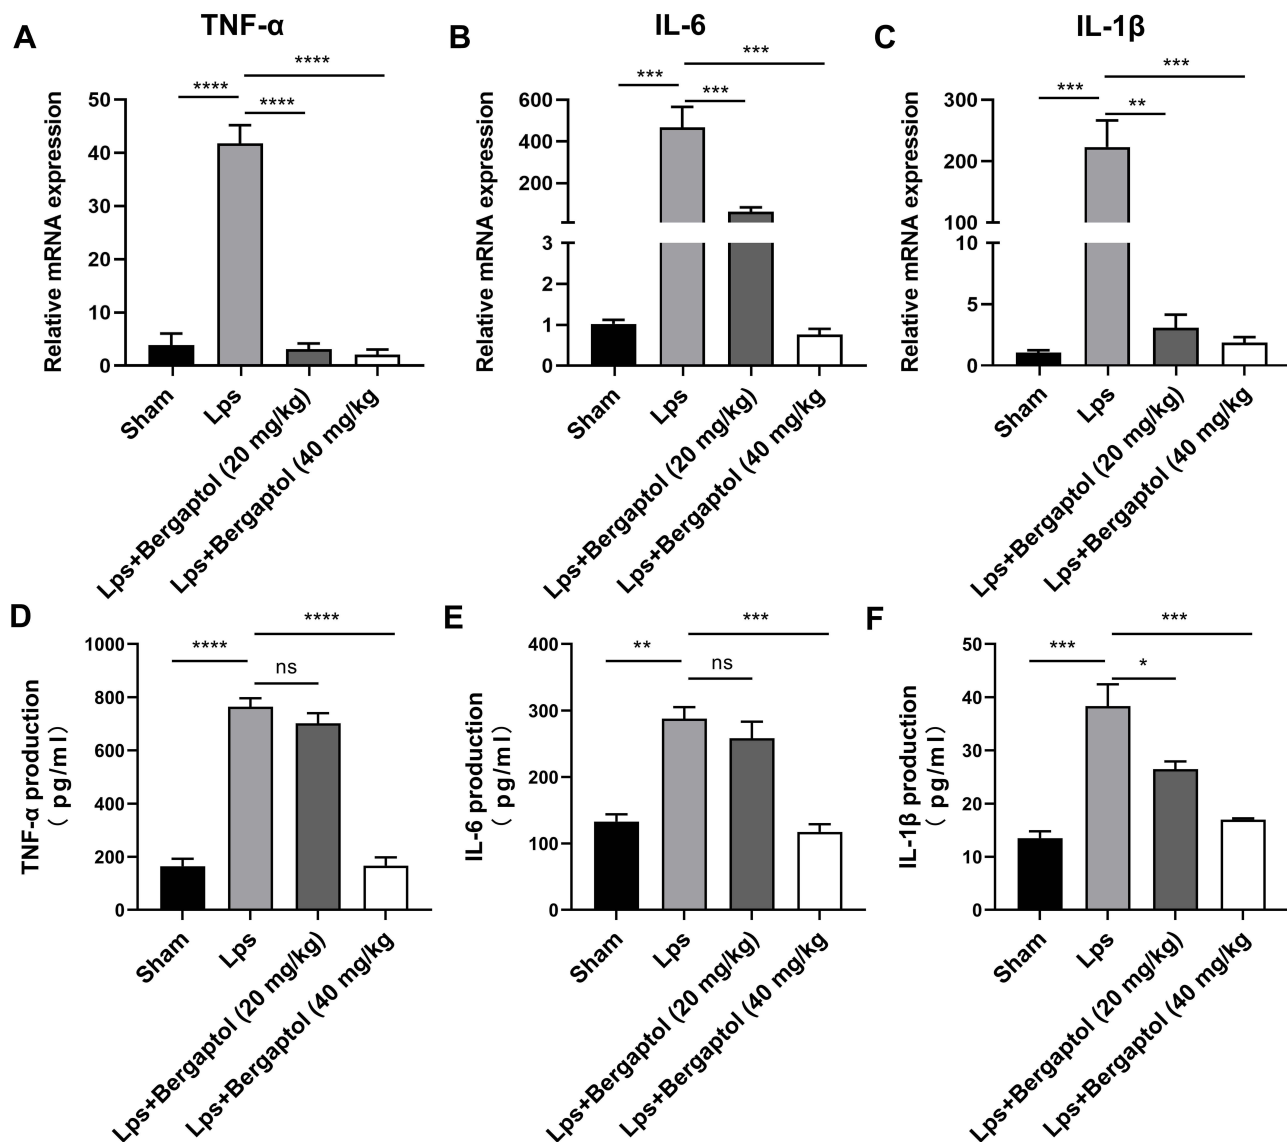 A
TNF-α
B
IL-6
C
IL-1β
****
****
****
Relative mRNA expression
50
40
30
20
10
0
Sham
Lps
Lps+Bergaptol (20 mg/kg)
Lps+Bergaptol (40 mg/kg
***
***
***
Relative mRNA expression
600
400
200
3
2
1
0
Sham
Lps
Lps+Bergaptol (20 mg/kg)
Lps+Bergaptol (40 mg/kg
***
***
**
Relative mRNA expression
300
200
100
10
5
0
Sham
Lps
Lps+Bergaptol (20 mg/kg)
Lps+Bergaptol (40 mg/kg
D
****
****
ns
TNF-α production
( pg/ml)
1000
800
600
400
200
0
Sham
Lps
Lps+Bergaptol (20 mg/kg)
Lps+Bergaptol (40 mg/kg
E
***
**
ns
IL-6 production
( pg/ml)
400
300
200
100
0
Sham
Lps
Lps+Bergaptol (20 mg/kg)
Lps+Bergaptol (40 mg/kg
F
***
***
*
IL-1β production
( pg/ml)
50
40
30
20
10
0
Sham
Lps
Lps+Bergaptol (20 mg/kg)
Lps+Bergaptol (40 mg/kg